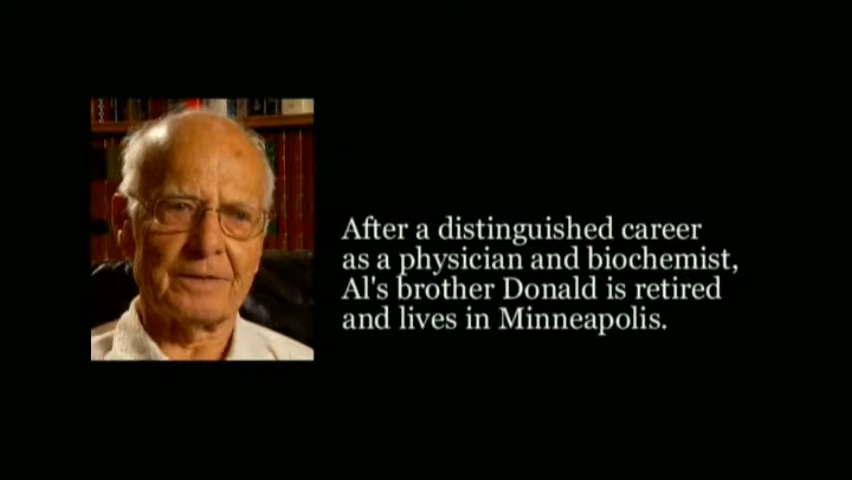 After a distinguished career
as a physician and biochemist,
Al's brother Donald is retired
and lives in Minneapolis.